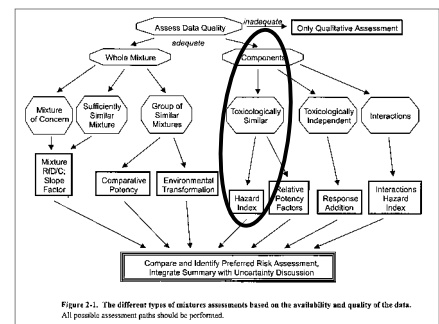 Assess Data Quality
inadequate
Only Qualitative Assessment
adequate
Whole Mixture
Components
Mixture
of Concern
Sufficiently
Similar
Mixture
Group of
Similar
Mixtures
Toxicologically
Similar
Toxicologically
Independent
Interactions
Mixture
RfD/C;
Slope
Factor
Comparative
Potency
Environmental
Transformation
Hazard
Index
Relative
Potency
Factors
Response
Addition
Interactions
Hazard
Index
Compare and Identify Preferred Risk Assessment,
Integrate Summary with Uncertainty Discussion
Figure 2-1. The different types of mixtures assessments based on the availability and quality of the data.
All possible assessment paths should be performed.